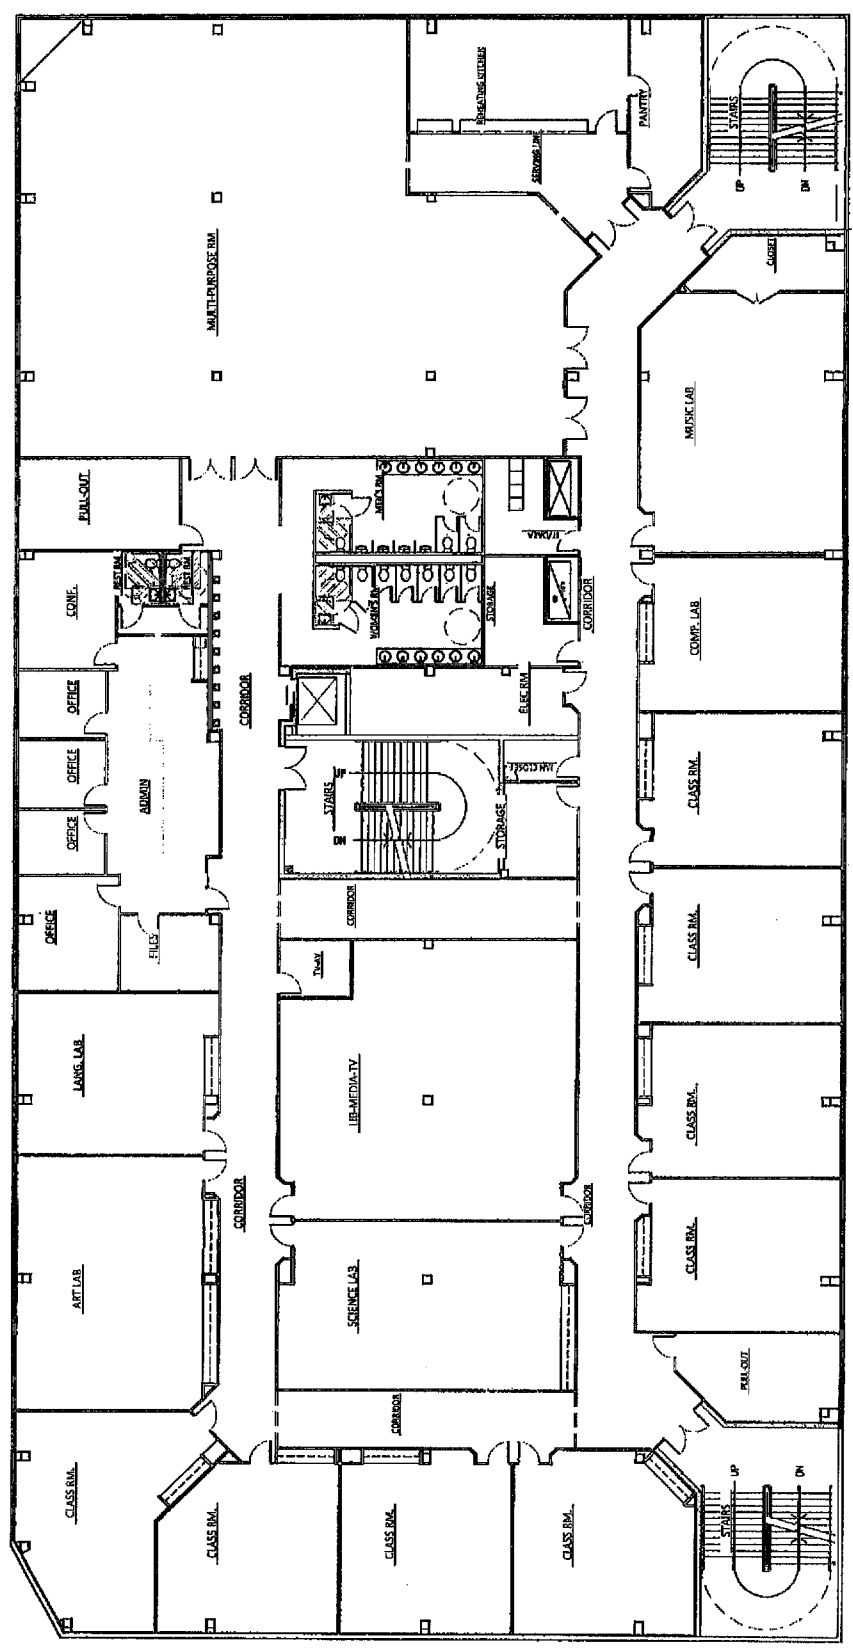 REHEATING KITCHEN
PANTRY
STAIRS
UP
DN
SERVING LINE
CLOSET
MULTI-PURPOSE RM
MUSIC LAB
PULL-OUT
MEN'S RM
CORRIDOR
CONF.
REST RM
REST RM
WOMEN'S RM
STORAGE
COMP. LAB
OFFICE
CORRIDOR
ELEC RM
OFFICE
ADMIN
STAIRS
UP
DN
JAN CLOSET
CLASS RM.
OFFICE
STORAGE
OFFICE
FILES
CORRIDOR
CLASS RM.
TV-AV
LANG. LAB
LIB-MEDIA-TV
CLASS RM.
CORRIDOR
CORRIDOR
CLASS RM.
ART LAB
SCIENCE LAB
PULL-OUT
CORRIDOR
CLASS RM.
CLASS RM.
CLASS RM.
CLASS RM.
STAIRS
UP
DN